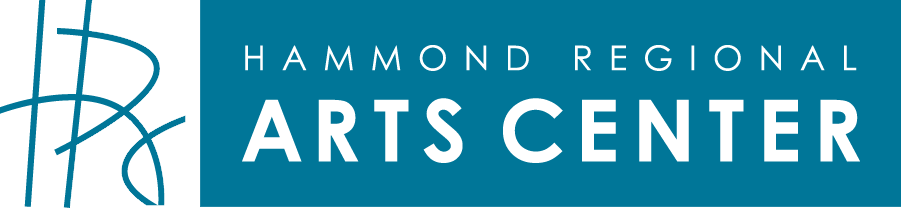 HAMMOND REGIONAL
ARTS CENTER